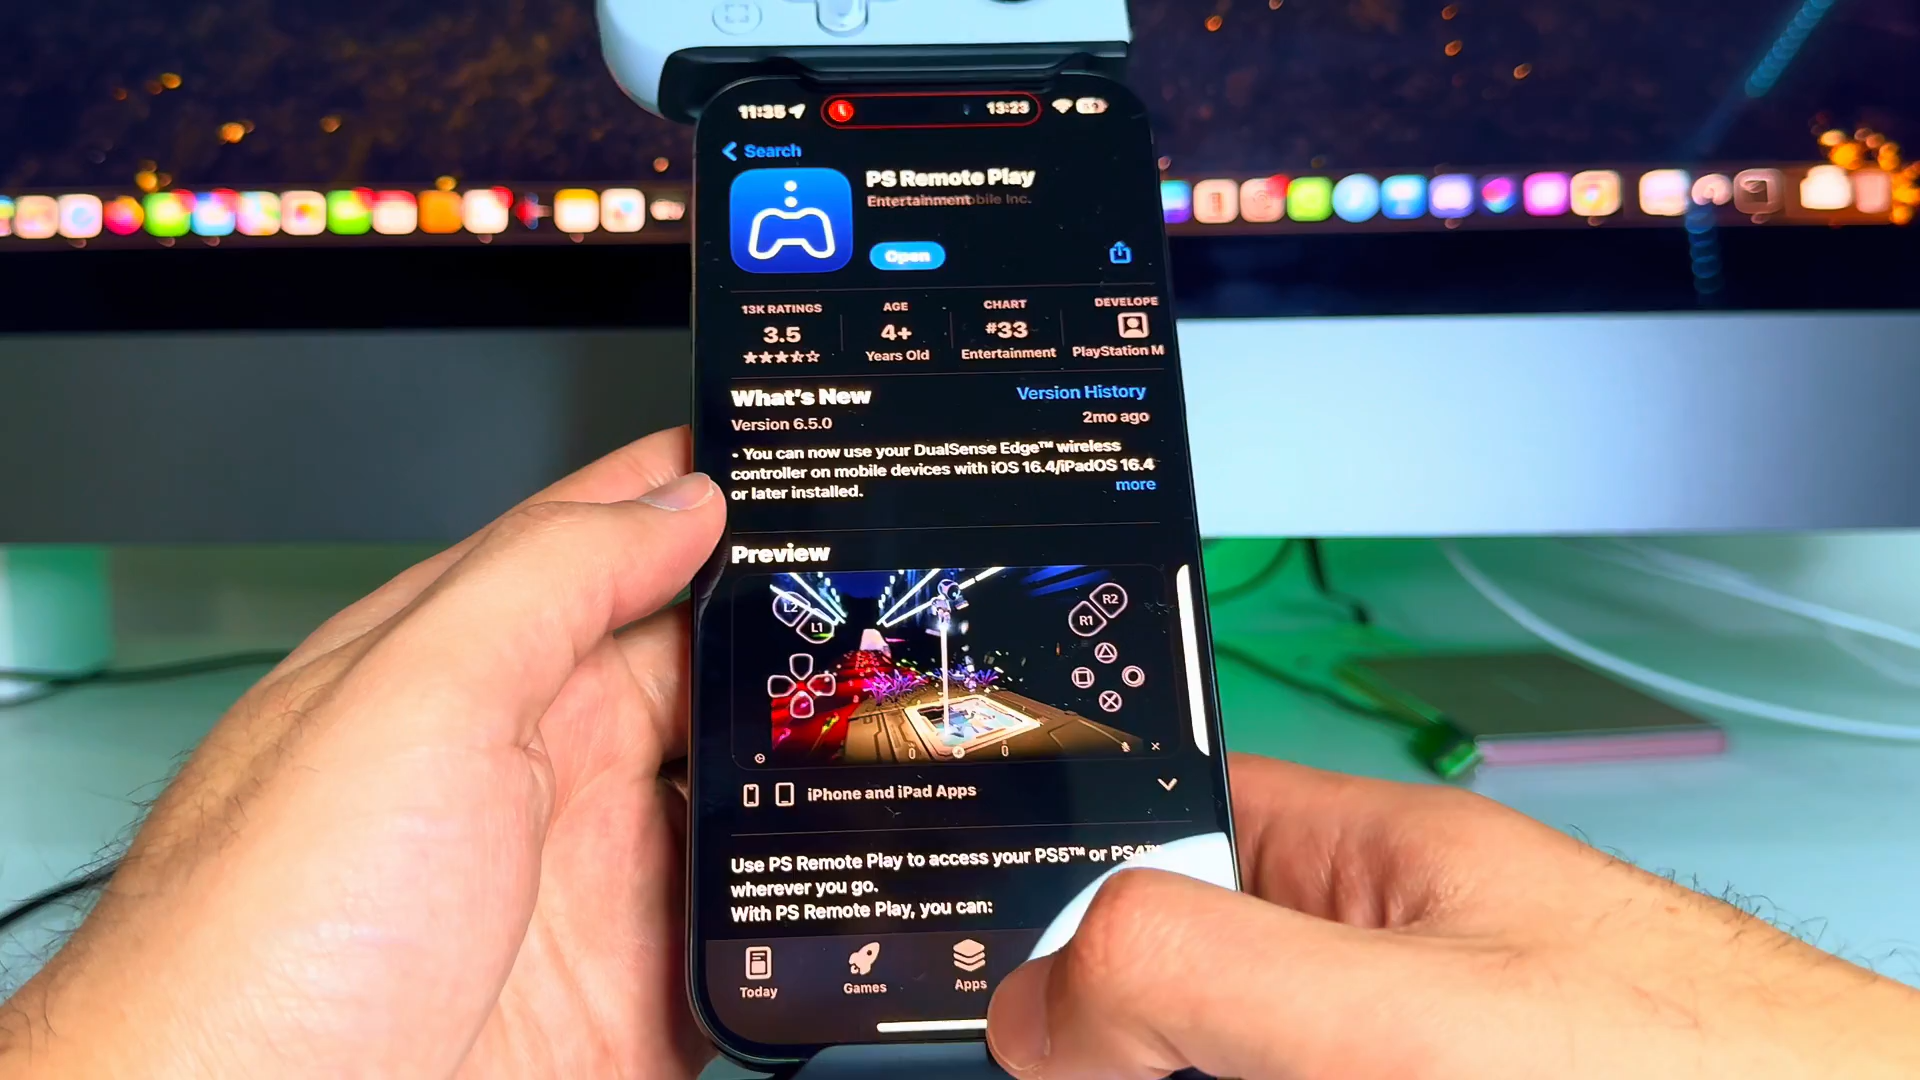 11:35
13:23
Search
PS Remote Play
Entertainment
Open
13K RATINGS
3.5
AGE
4+
Years Old
CHART
#33
Entertainment
DEVELOPE
PlayStation M
What's New
Version History
Version 6.5.0
2mo ago
• You can now use your DualSense Edge™ wireless
controller on mobile devices with iOS 16.4/iPadOS 16.4
or later installed.
more
Preview
L2
L1
R2
R1
iPhone and iPad Apps
Use PS Remote Play to access your PS5™ or PS4™
wherever you go.
With PS Remote Play, you can:
Today
Games
Apps